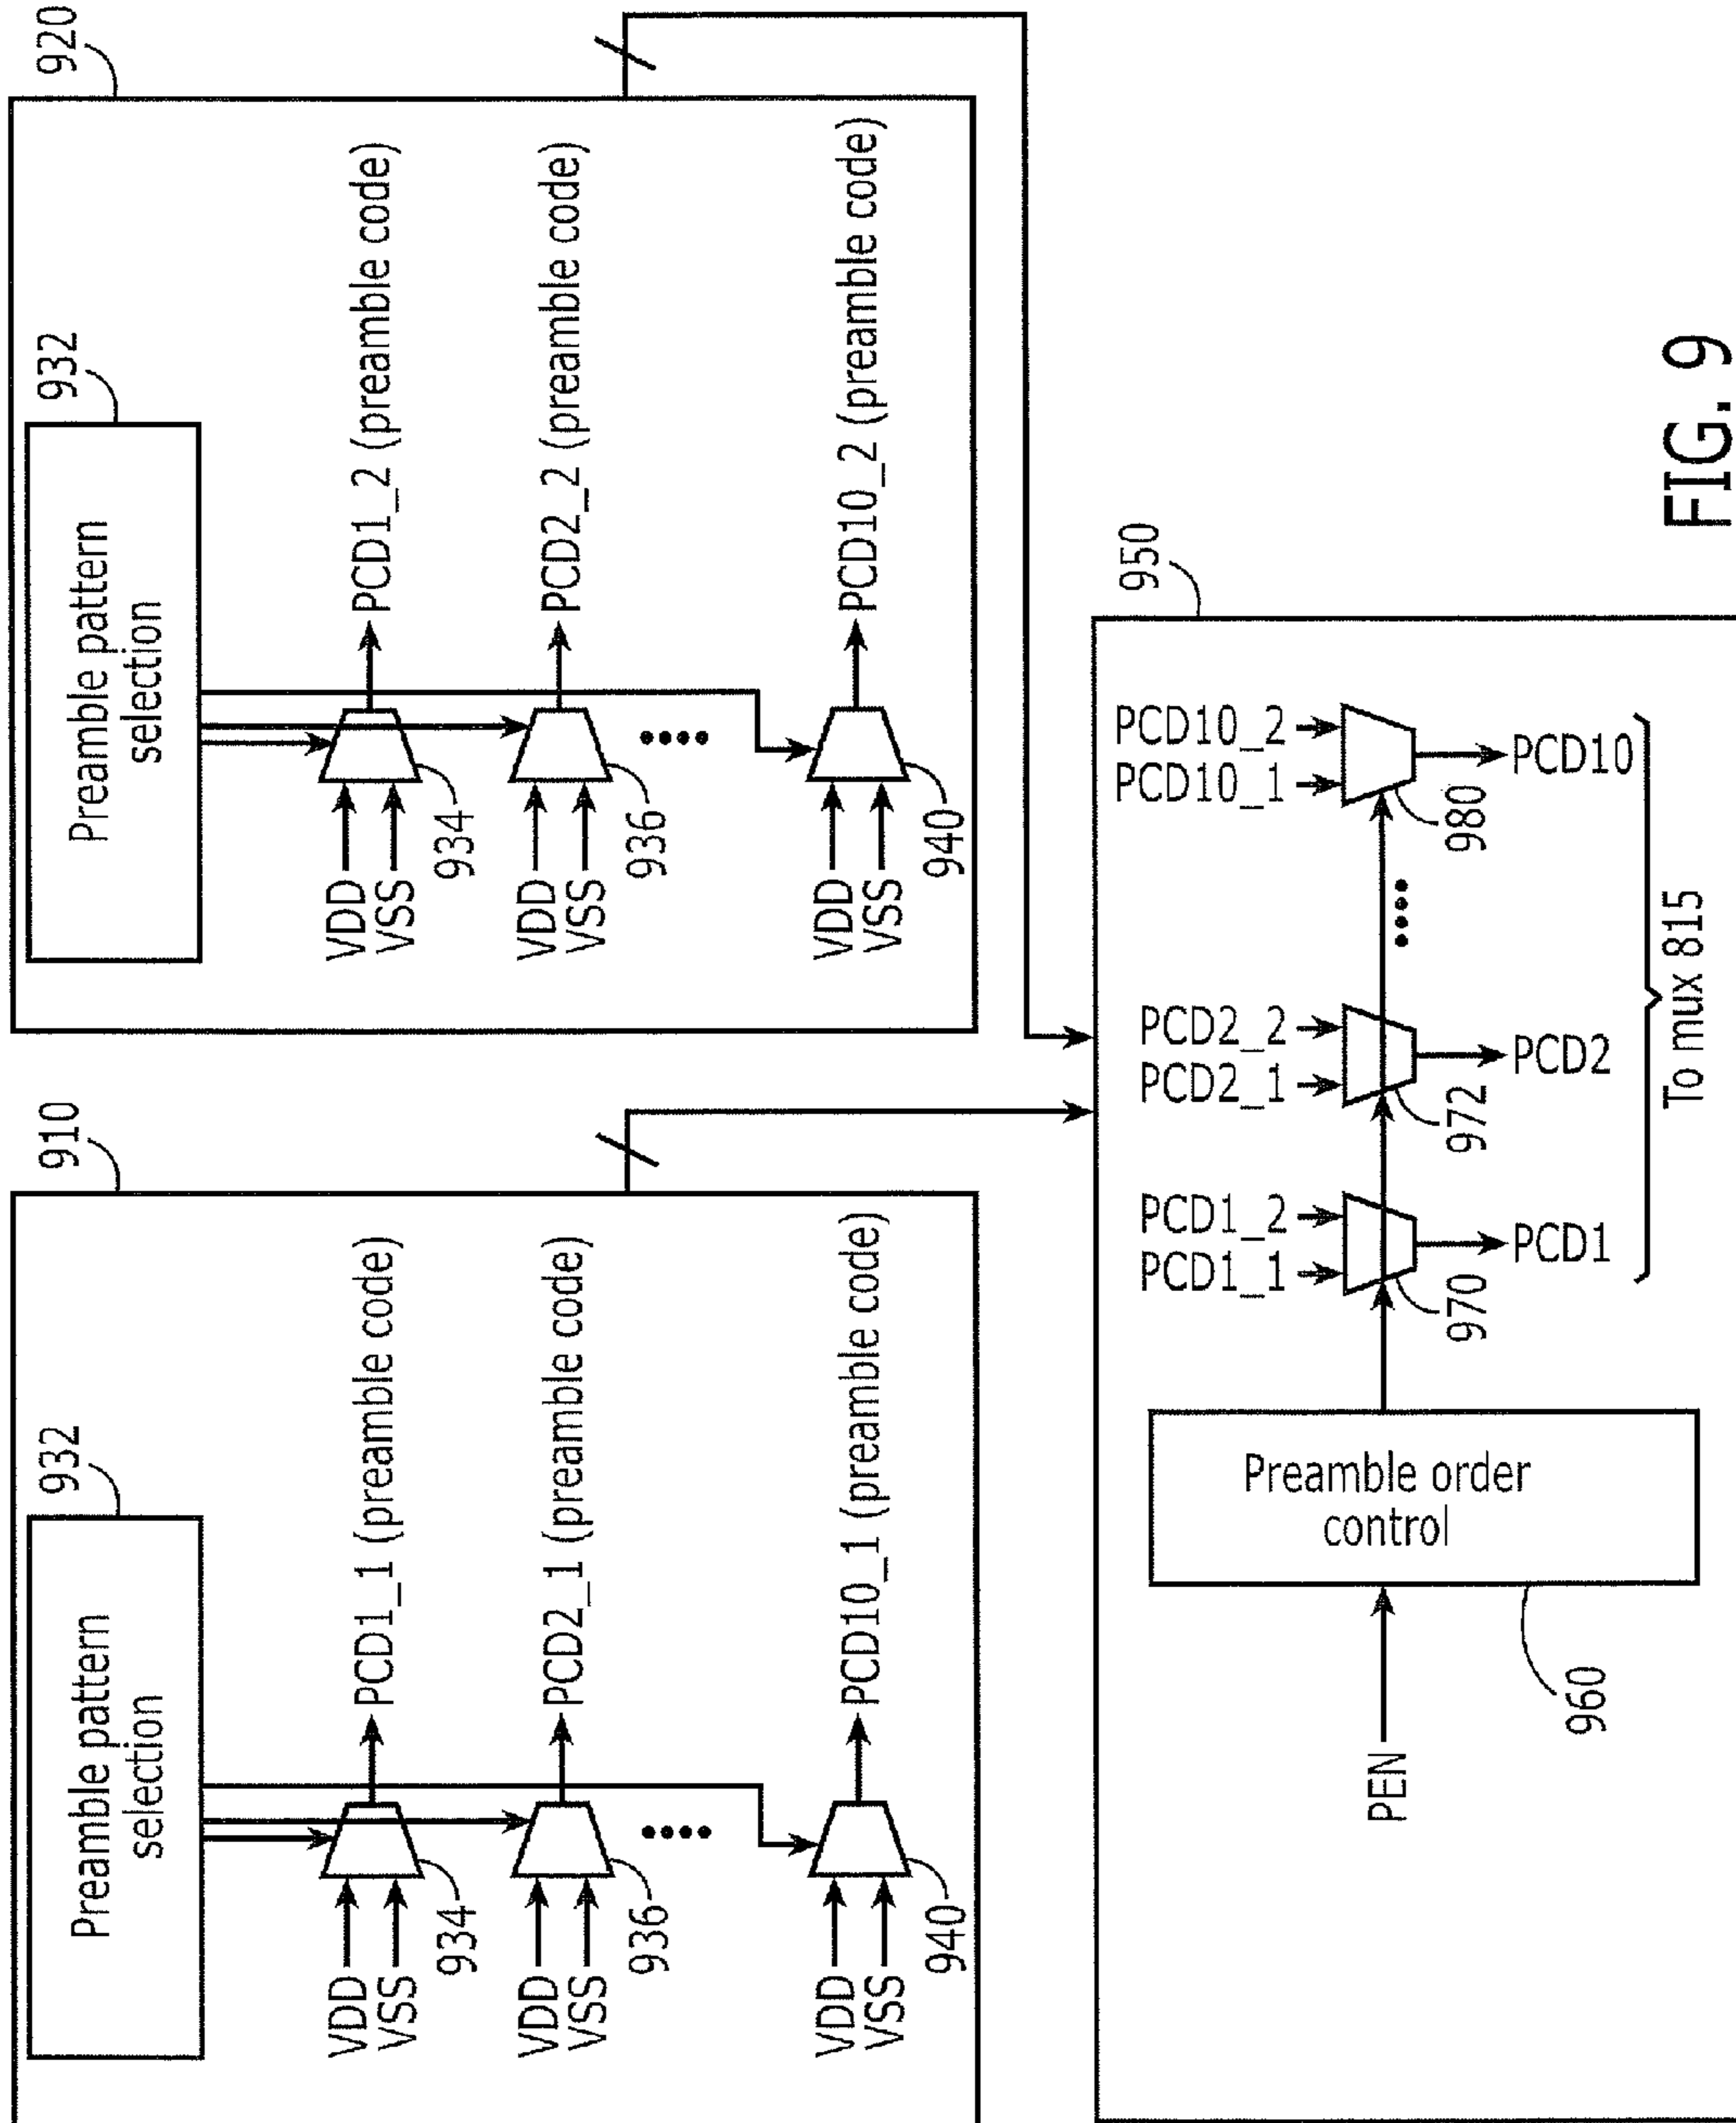 910
932
Preamble pattern
selection
VDD
VSS
934
PCD1_1 (preamble code)
VDD
VSS
936
PCD2_1 (preamble code)
VDD
VSS
940
PCD10_1 (preamble code)
920
932
Preamble pattern
selection
VDD
VSS
934
PCD1_2 (preamble code)
VDD
VSS
936
PCD2_2 (preamble code)
VDD
VSS
940
PCD10_2 (preamble code)
950
PEN
Preamble order
control
960
PCD1_1
PCD1_2
970
PCD1
PCD2_1
PCD2_2
972
PCD2
PCD10_1
PCD10_2
980
PCD10
To mux 815
FIG. 9